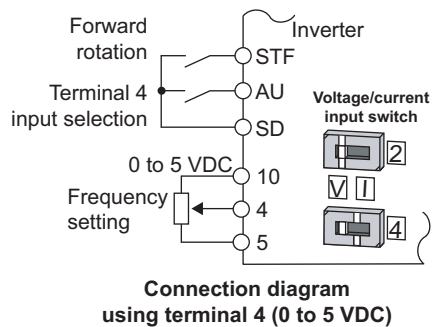 Forward
rotation
Inverter
STF
Terminal 4
input selection
AU
SD
Voltage/current
input switch
2
V I
4
0 to 5 VDC
10
Frequency
setting
4
5
Connection diagram
using terminal 4 (0 to 5 VDC)